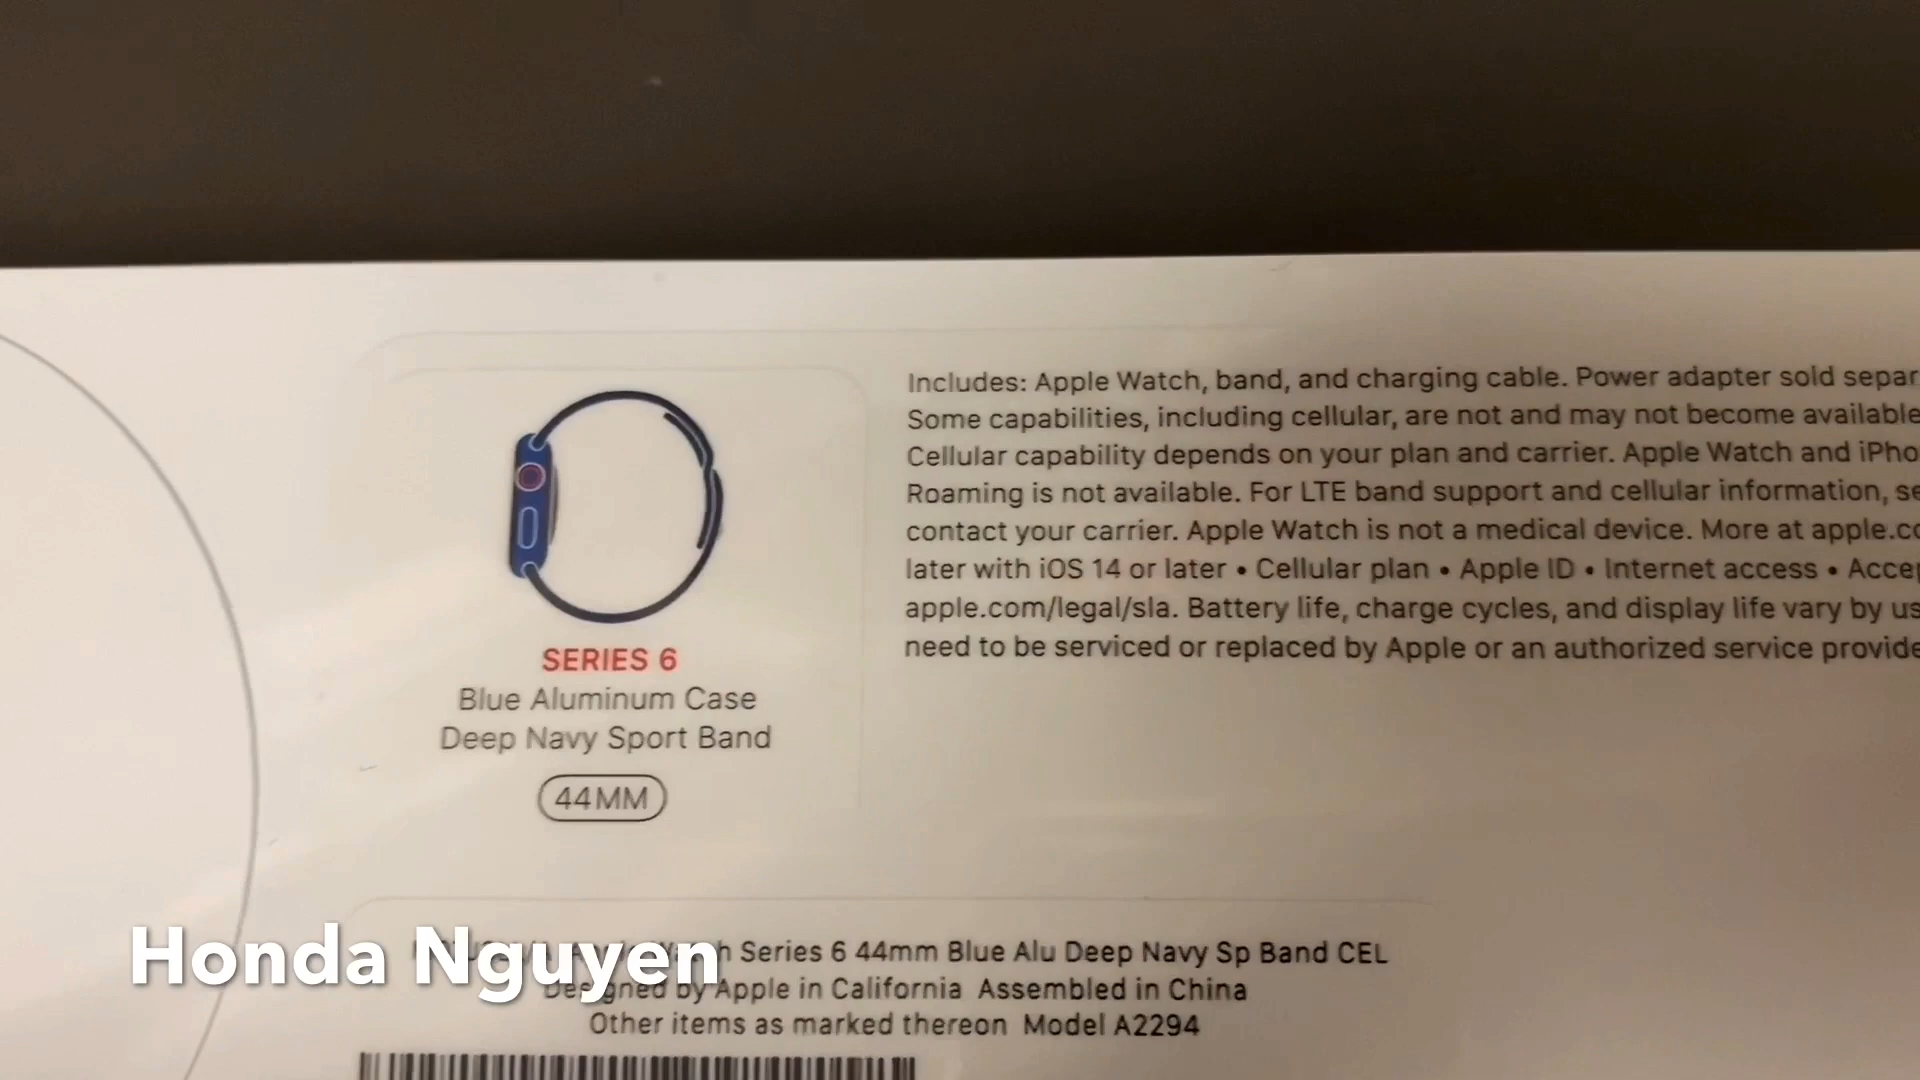 Includes: Apple Watch, band, and charging cable. Power adapter sold separ
Some capabilities, including cellular, are not and may not become available
Cellular capability depends on your plan and carrier. Apple Watch and iPho
Roaming is not available. For LTE band support and cellular information, se
contact your carrier. Apple Watch is not a medical device. More at apple.co
later with iOS 14 or later • Cellular plan • Apple ID • Internet access • Accep
apple.com/legal/sla. Battery life, charge cycles, and display life vary by us
need to be serviced or replaced by Apple or an authorized service provide
SERIES 6
Blue Aluminum Case
Deep Navy Sport Band
44MM
Series 6 44mm Blue Alu Deep Navy Sp Band CEL
Designed by Apple in California Assembled in China
Other items as marked thereon Model A2294
Honda Nguyen